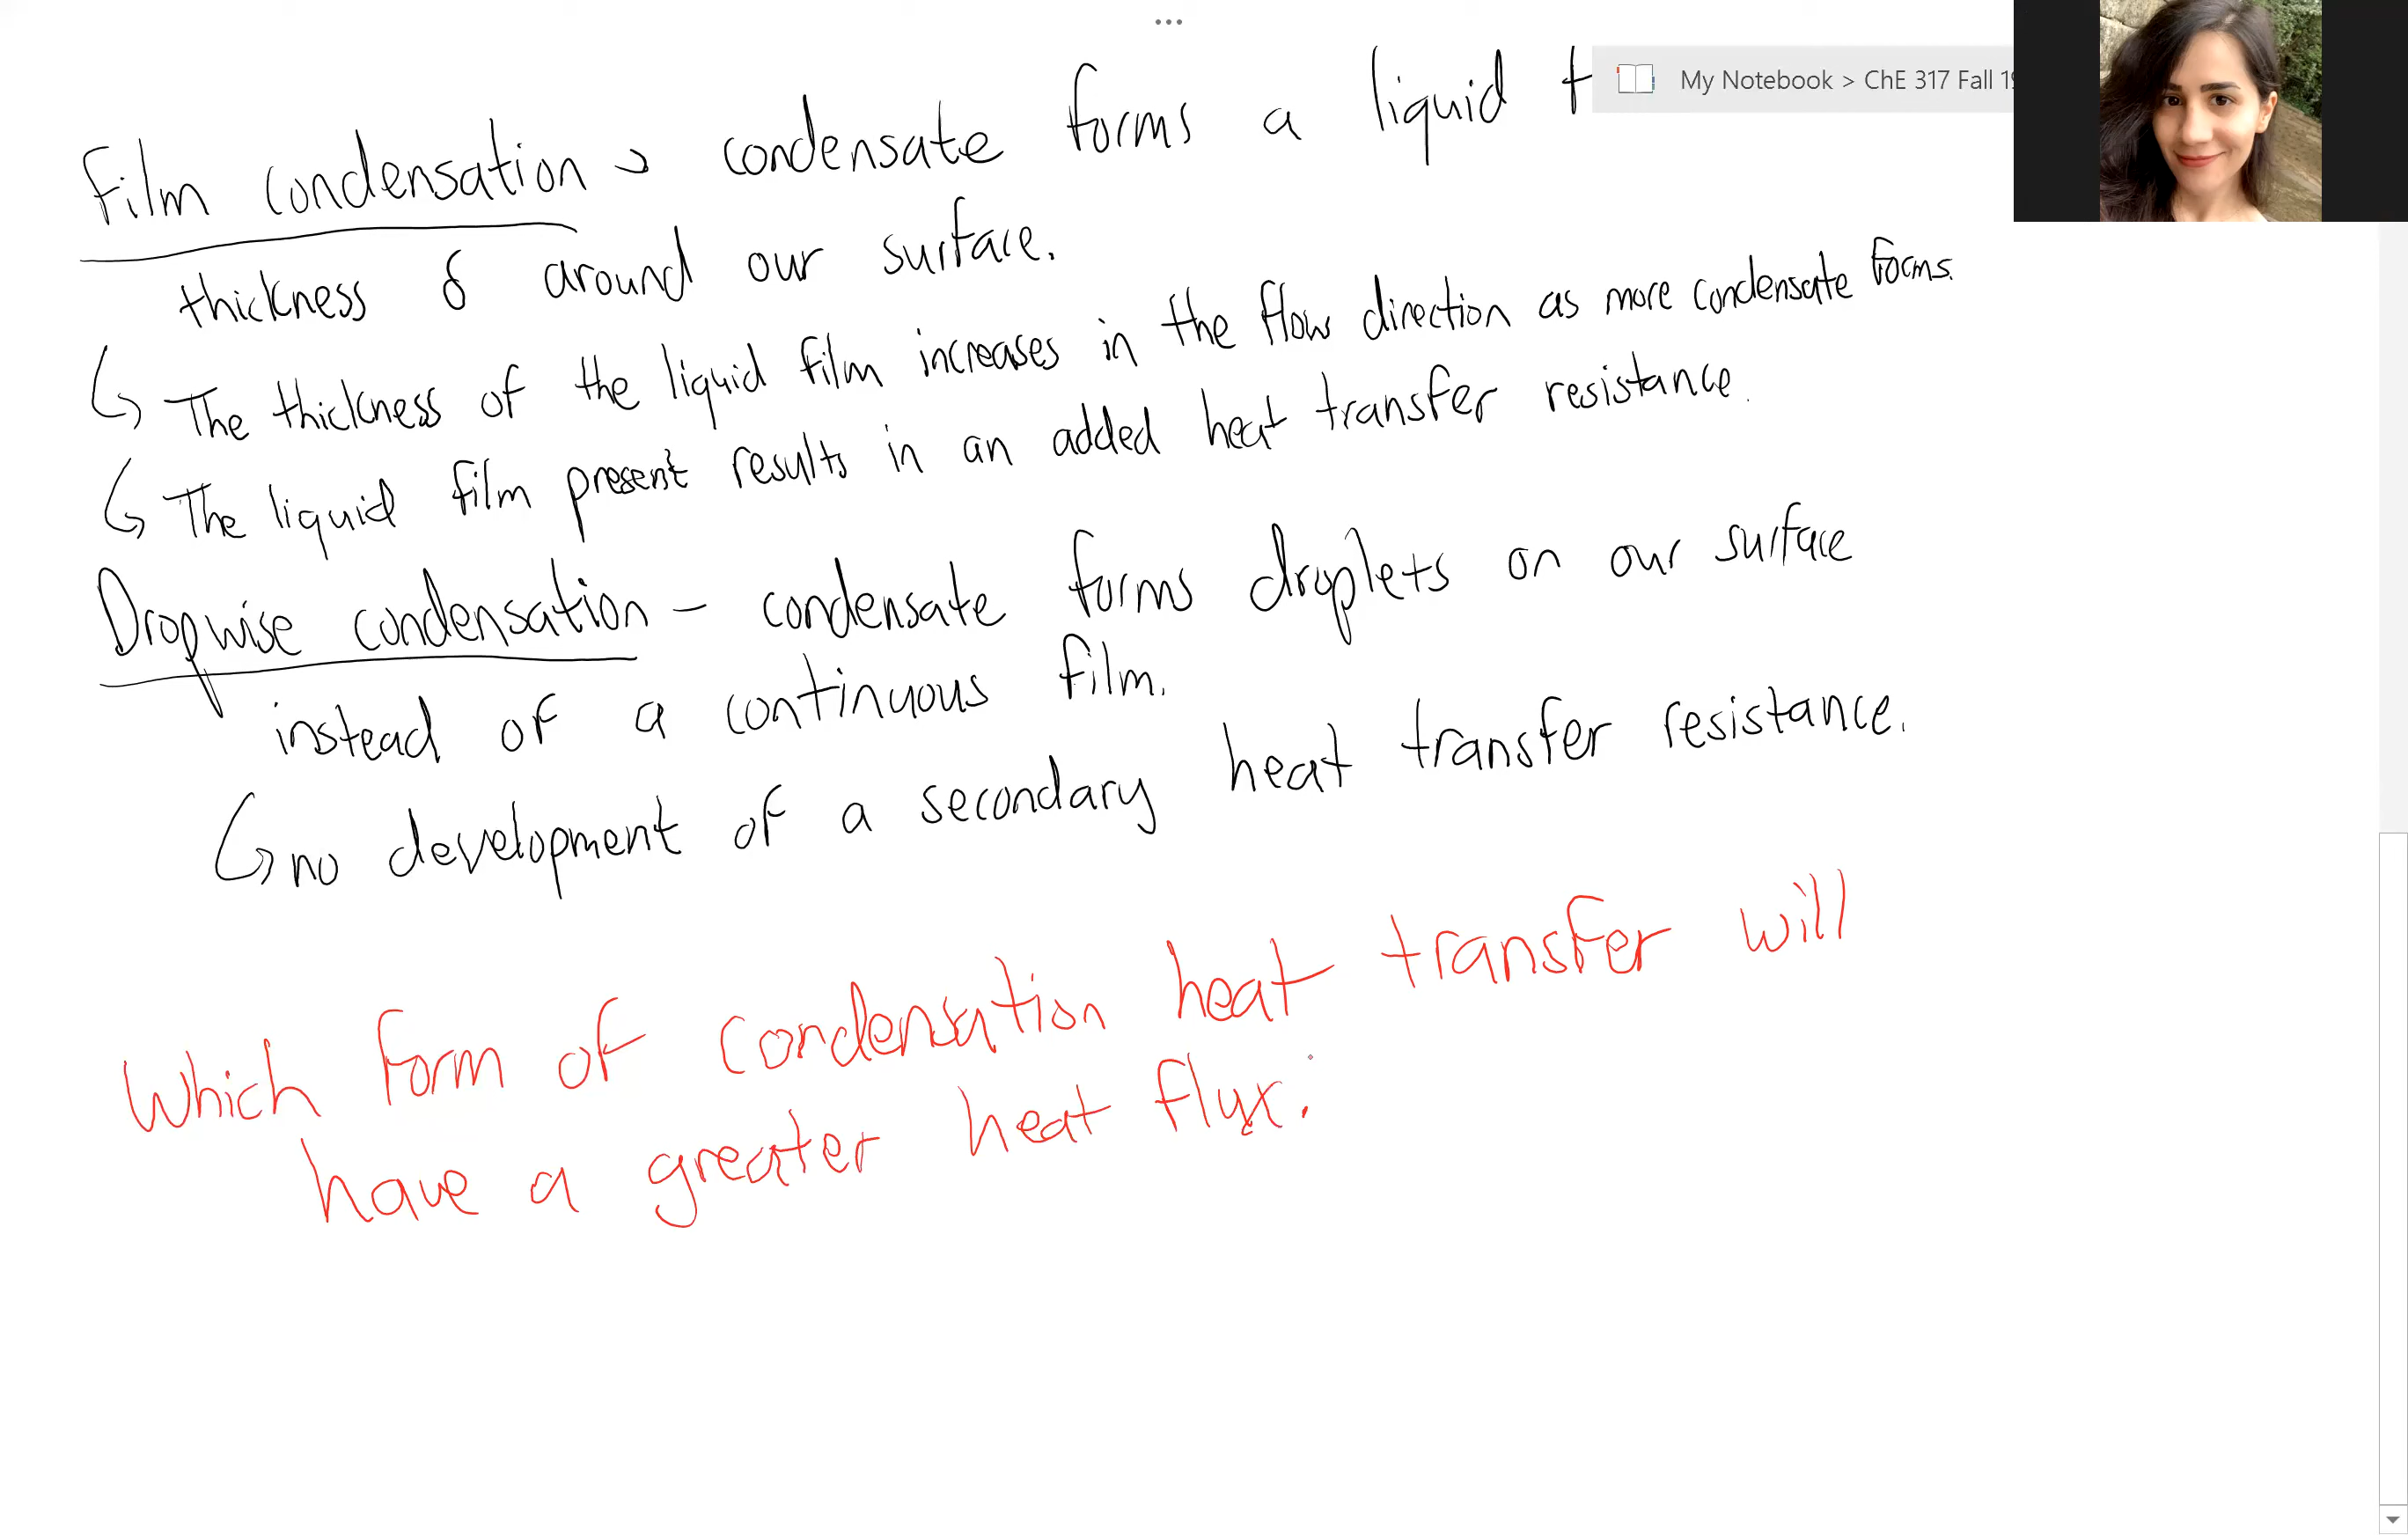 My Notebook > ChE 317 Fall
Film condensation → condensate forms a liquid
thickness δ around our surface.
↳ The thickness of the liquid film increases in the flow direction as more condensate forms.
↳ The liquid film present results in an added heat transfer resistance.
Dropwise condensation – condensate forms droplets on our surface
instead of a continuous film.
↳ no development of a secondary heat transfer resistance.
Which form of condensation heat transfer will
have a greater heat flux: